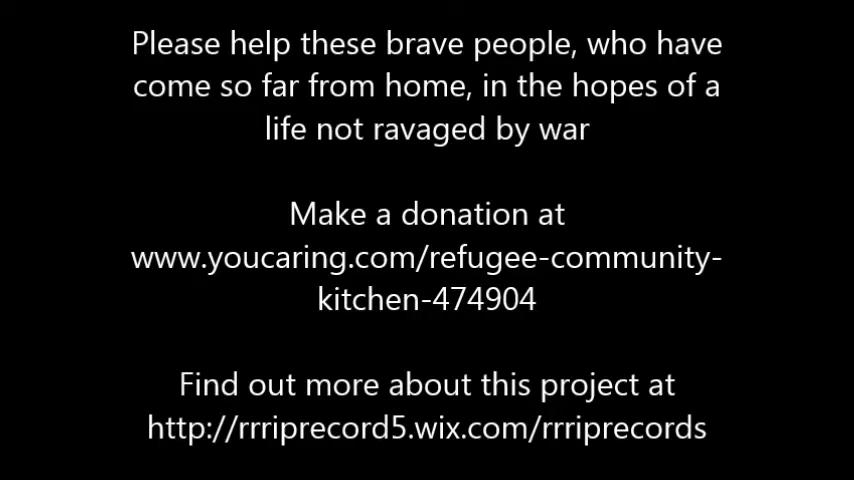 Please help these brave people, who have
come so far from home, in the hopes of a
life not ravaged by war
Make a donation at
www.youcaring.com/refugee-community-
kitchen-474904
Find out more about this project at
http://rrriprecord5.wix.com/rrriprecords